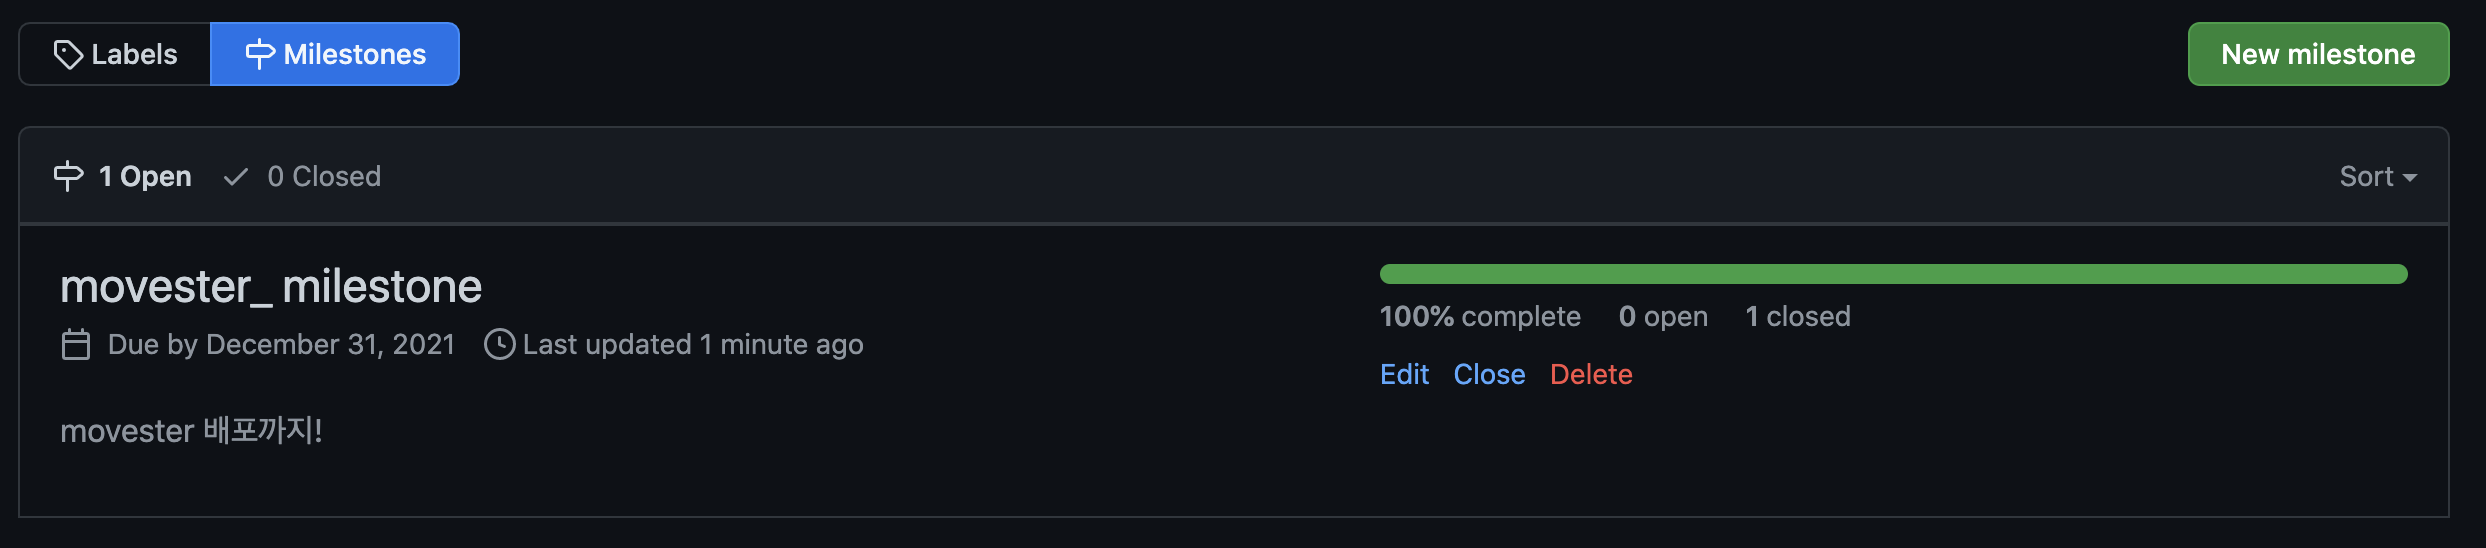 Labels Milestones New milestone
1 Open 0 Closed Sort
movester_ milestone
100% complete 0 open 1 closed
Due by December 31, 2021 Last updated 1 minute ago
Edit Close Delete
movester 배포까지!